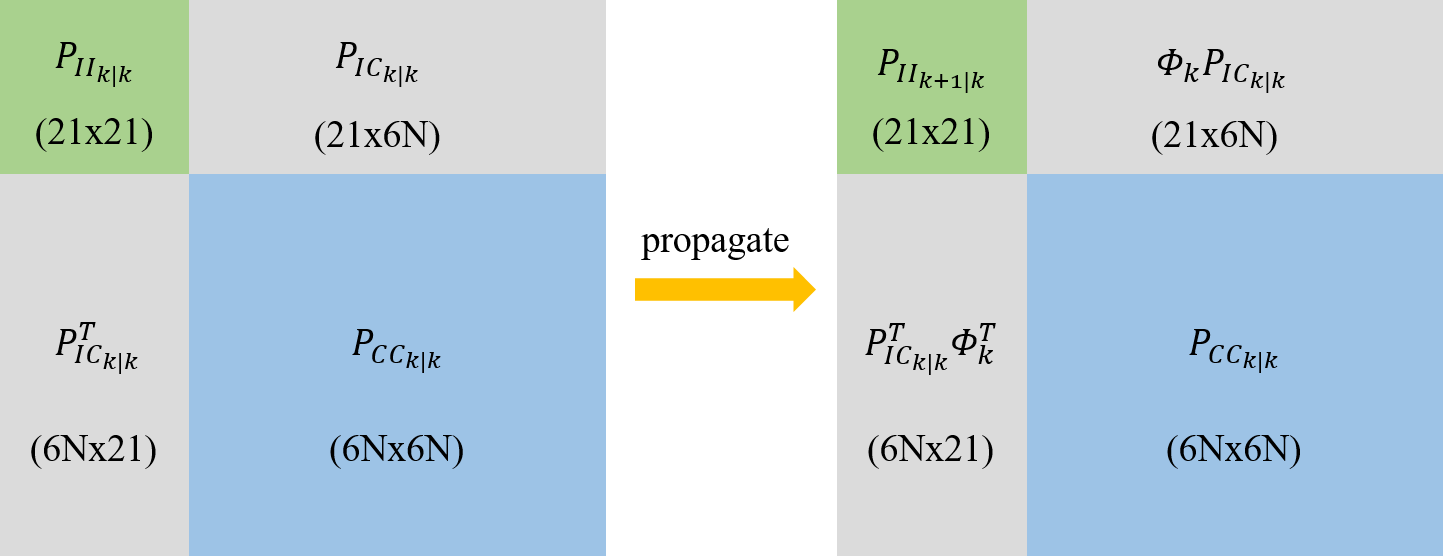 P_{II_{k|k}}
(21x21)
P_{IC_{k|k}}
(21x6N)
P^T_{IC_{k|k}}
(6Nx21)
P_{CC_{k|k}}
(6Nx6N)
propagate
P_{II_{k+1|k}}
(21x21)
Φ_k P_{IC_{k|k}}
(21x6N)
P^T_{IC_{k|k}} Φ^T_k
(6Nx21)
P_{CC_{k|k}}
(6Nx6N)